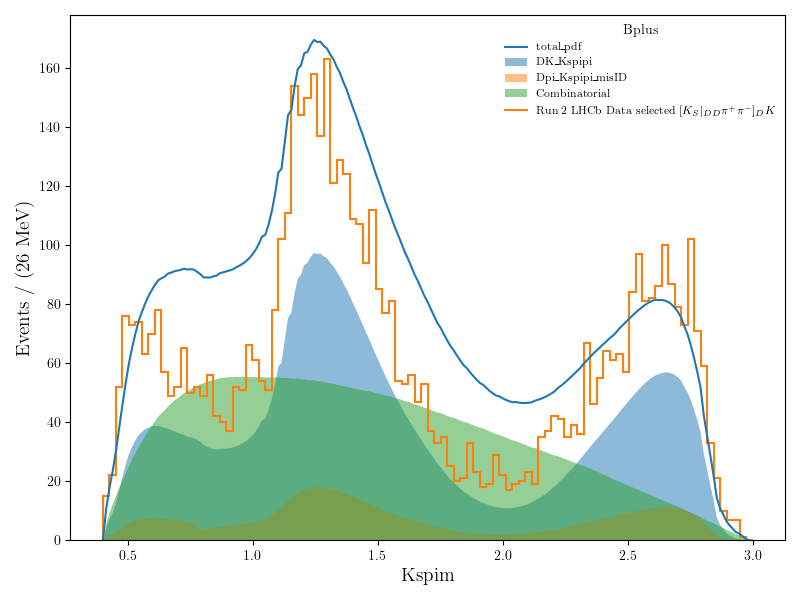 Bplus
total_pdf
DK_Kspipi
Dpi_Kspipi_misID
Combinatorial
Run 2 LHCb Data selected $[K_S|_{DD}\pi^+\pi^-]_D K$
Events / (26 MeV)
160
140
120
100
80
60
40
20
0
0.5 1.0 1.5 2.0 2.5 3.0
Kspim